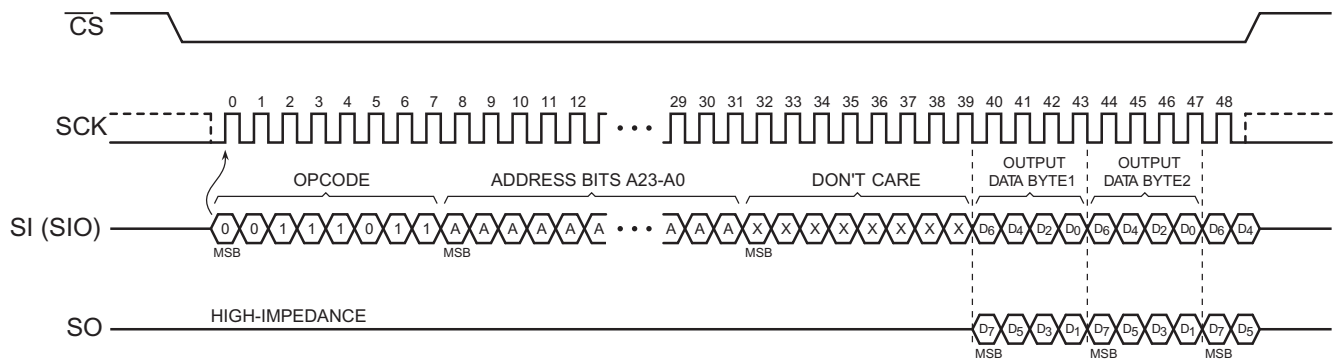 CS
0 1 2 3 4 5 6 7 8 9 10 11 12 29 30 31 32 33 34 35 36 37 38 39 40 41 42 43 44 45 46 47 48
SCK
OPCODE ADDRESS BITS A23-A0 DON'T CARE OUTPUT DATA BYTE1 OUTPUT DATA BYTE2
SI (SIO) 0 0 1 1 1 0 1 1 A A A A A A A A A X X X X X X X X D6 D4 D2 D0 D6 D4 D2 D0 D6 D4
MSB MSB MSB
SO HIGH-IMPEDANCE D7 D5 D3 D1 D7 D5 D3 D1 D7 D5
MSB MSB MSB